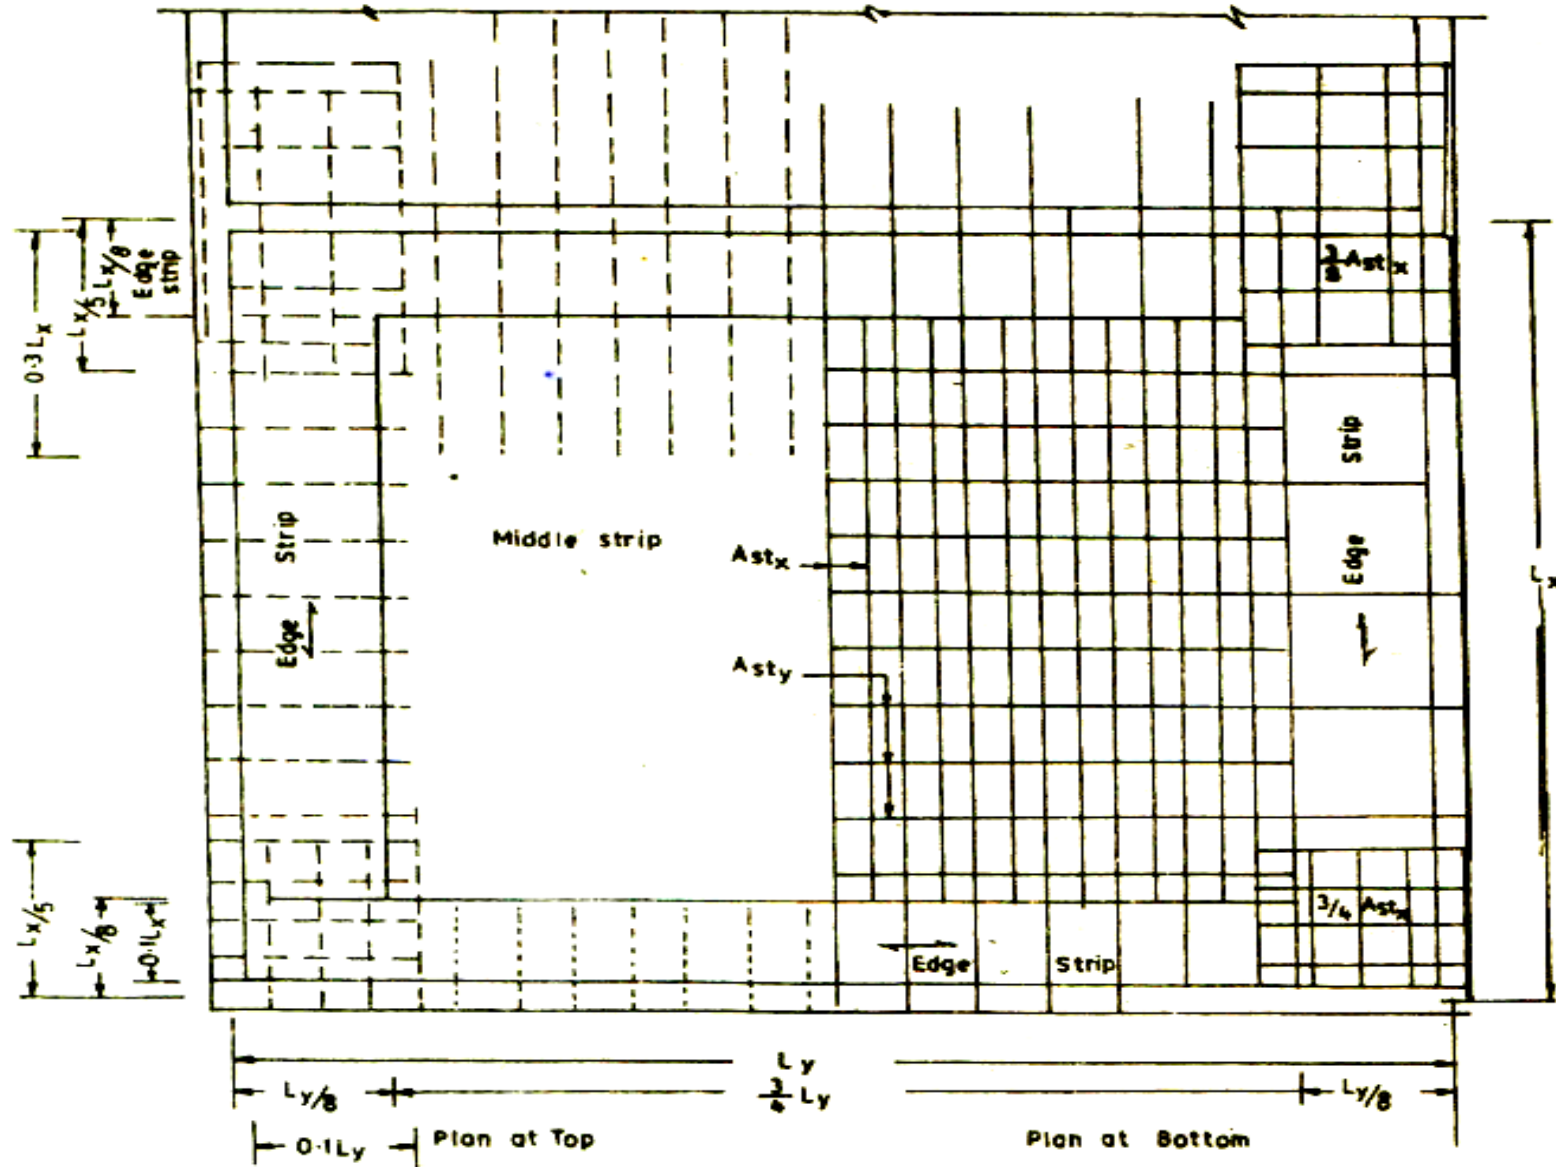 0.3Lx
Lx/5
Lx/8
Edge
strip
3/8 Astx
Strip
Edge
Middle strip
Astx
Asty
Strip
Edge
Lx
Lx/5
Lx/8
0.1Lx
3/4 Astx
Edge Strip
Ly
Ly/8
3/4 Ly
Ly/8
0.1Ly
Plan at Top
Plan at Bottom